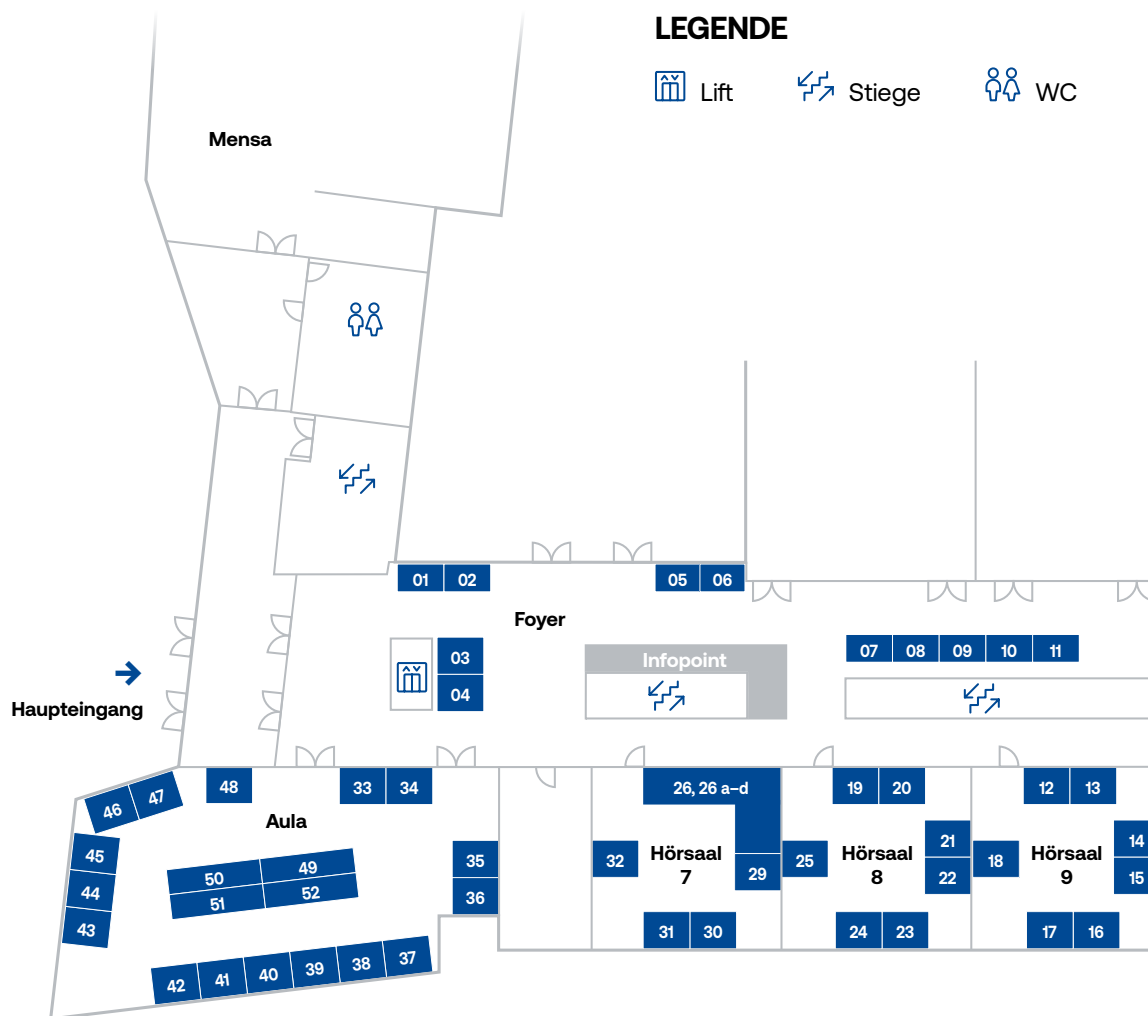 LEGENDE
Lift
Stiege
WC
Mensa
01 02
05 06
Foyer
03
04
Infopoint
07 08 09 10 11
Haupteingang
46 47
48
33 34
26, 26 a–d
19 20
12 13
Aula
45
44
43
50 49
51 52
35
36
32
Hörsaal
7
29
25
Hörsaal
8
21
22
18
Hörsaal
9
14
15
31 30
24 23
17 16
42 41 40 39 38 37